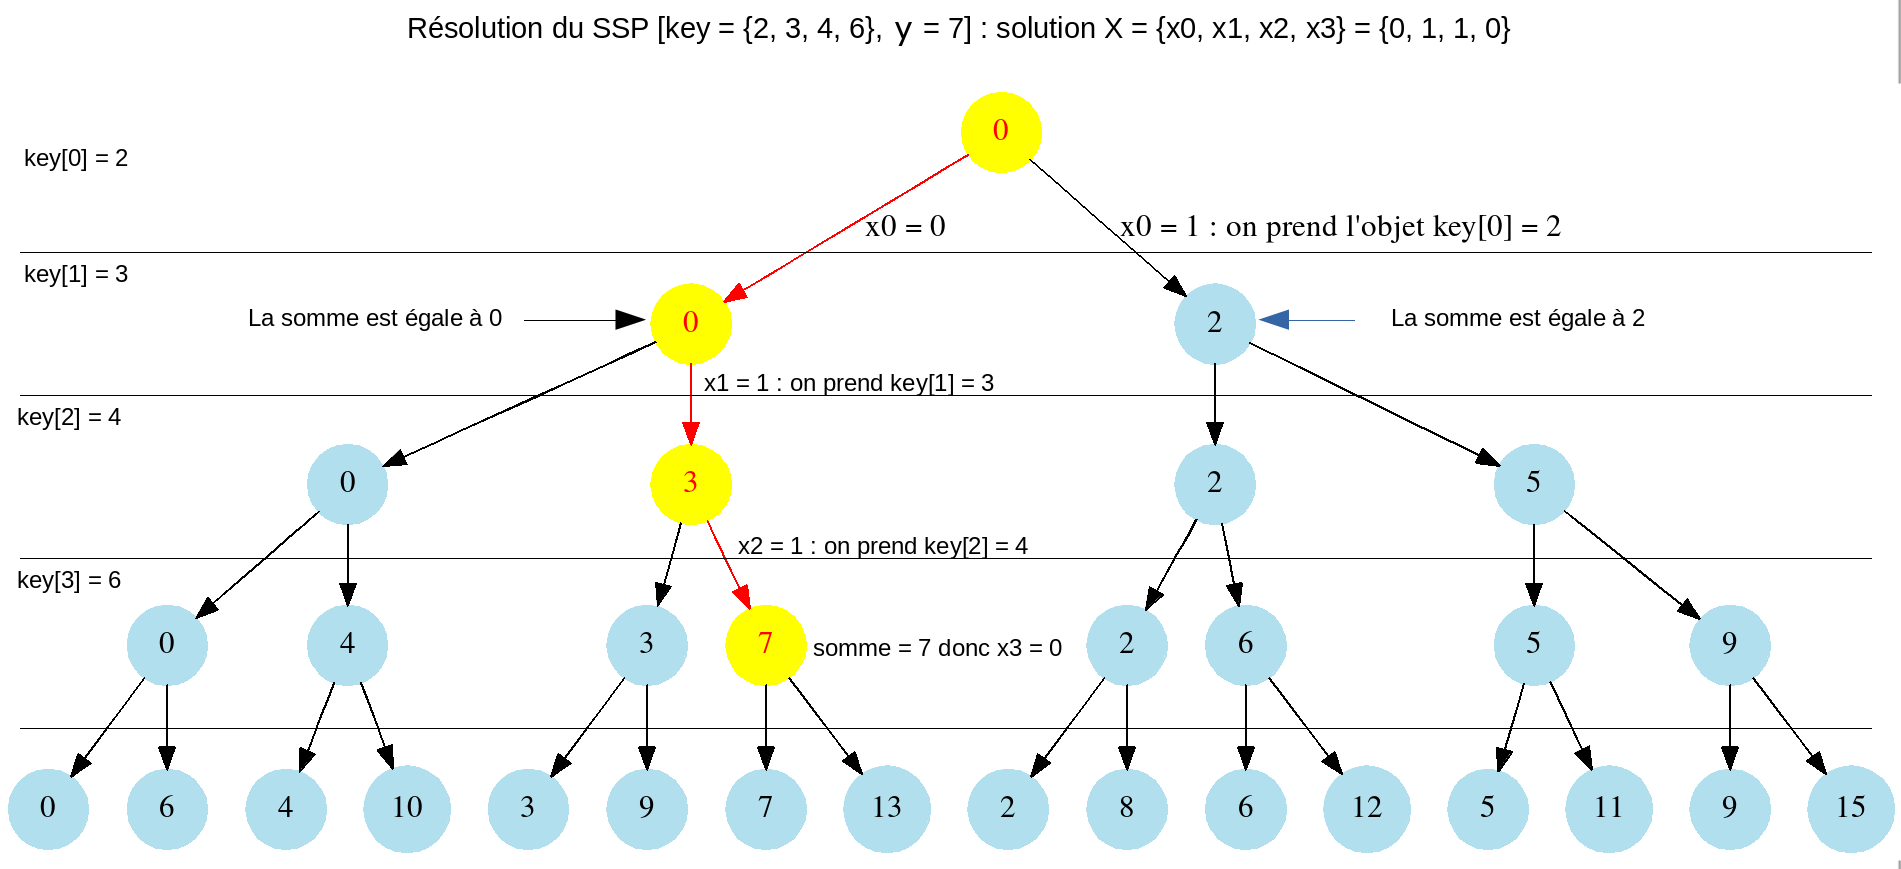 Résolution du SSP [key = {2, 3, 4, 6}, y = 7] : solution X = {x0, x1, x2, x3} = {0, 1, 1, 0}
0
key[0] = 2
x0 = 0
x0 = 1 : on prend l'objet key[0] = 2
key[1] = 3
La somme est égale à 0
0
2
La somme est égale à 2
x1 = 1 : on prend key[1] = 3
key[2] = 4
0
3
2
5
x2 = 1 : on prend key[2] = 4
key[3] = 6
0
4
3
7
somme = 7 donc x3 = 0
2
6
5
9
0
6
4
10
3
9
7
13
2
8
6
12
5
11
9
15